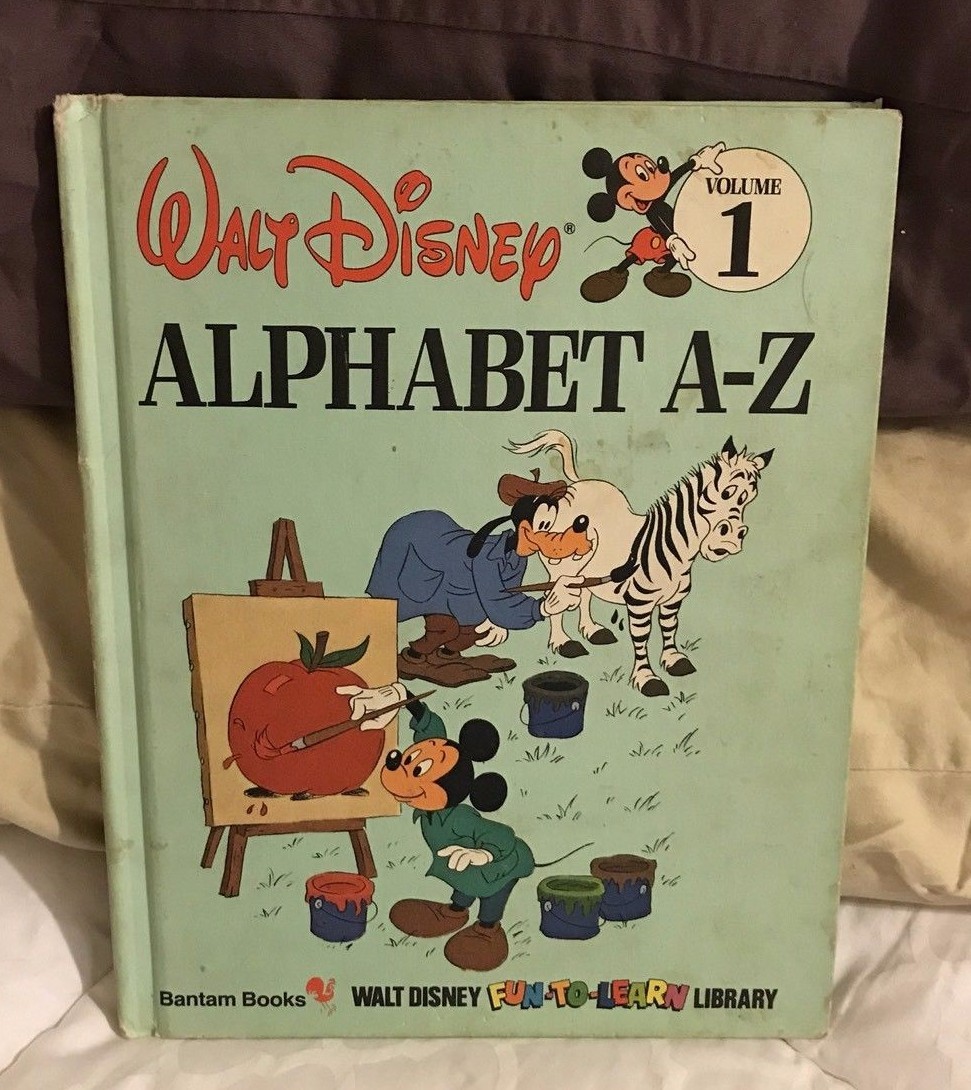 WALT DISNEY®
VOLUME
1
ALPHABET A-Z
Bantam Books WALT DISNEY FUN-TO-LEARN LIBRARY